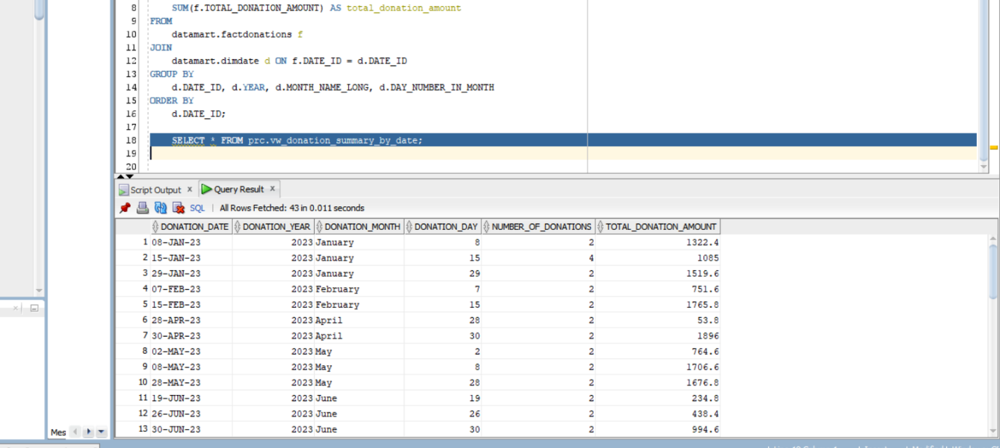 8 SUM(f.TOTAL_DONATION_AMOUNT) AS total_donation_amount
9 FROM
10 datamart.factdonations f
11 JOIN
12 datamart.dimdate d ON f.DATE_ID = d.DATE_ID
13 GROUP BY
14 d.DATE_ID, d.YEAR, d.MONTH_NAME_LONG, d.DAY_NUMBER_IN_MONTH
15 ORDER BY
16 d.DATE_ID;
17
18 SELECT * FROM prc.vw_donation_summary_by_date;
19
20
Script Output x Query Result x
SQL | All Rows Fetched: 43 in 0.011 seconds
DONATION_DATE DONATION_YEAR DONATION_MONTH DONATION_DAY NUMBER_OF_DONATIONS TOTAL_DONATION_AMOUNT
1 08-JAN-23 2023 January 8 2 1322.4
2 15-JAN-23 2023 January 15 4 1085
3 29-JAN-23 2023 January 29 2 1519.6
4 07-FEB-23 2023 February 7 2 751.6
5 15-FEB-23 2023 February 15 2 1765.8
6 28-APR-23 2023 April 28 2 53.8
7 30-APR-23 2023 April 30 2 1896
8 02-MAY-23 2023 May 2 2 764.6
9 08-MAY-23 2023 May 8 2 1706.6
10 28-MAY-23 2023 May 28 2 1676.8
11 19-JUN-23 2023 June 19 2 234.8
12 26-JUN-23 2023 June 26 2 438.4
13 30-JUN-23 2023 June 30 2 994.6
Mes